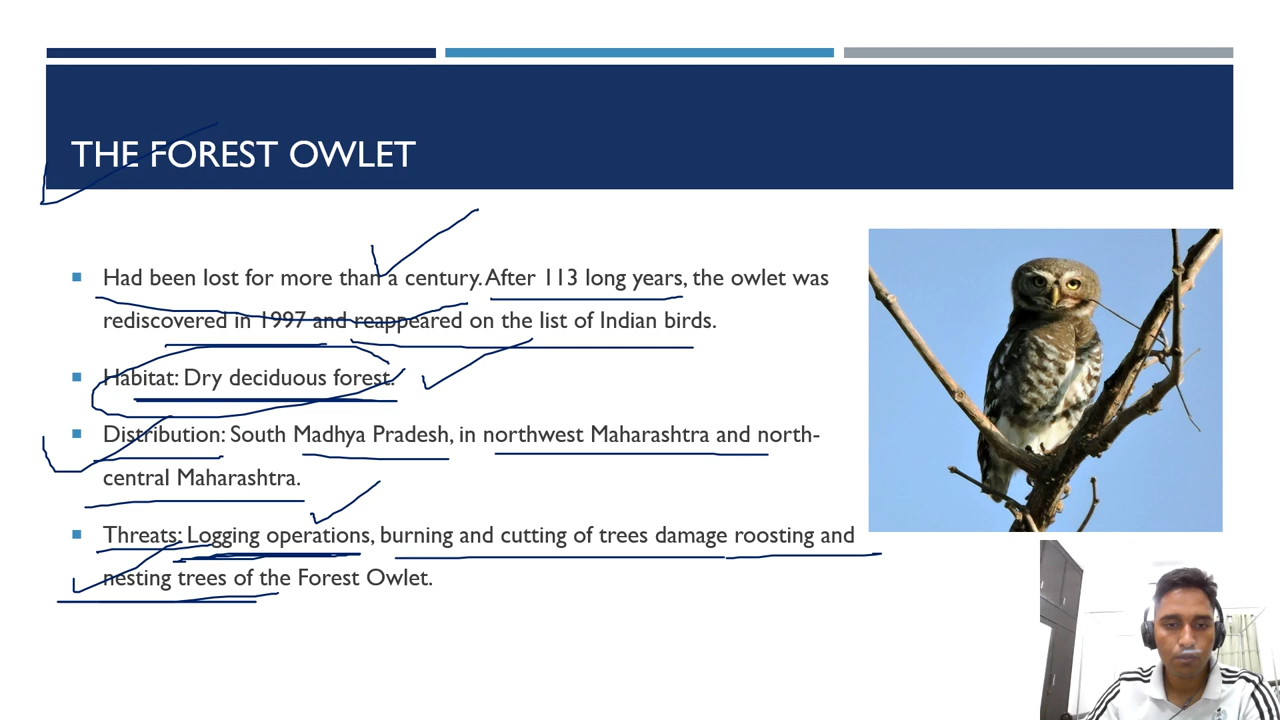 THE FOREST OWLET
Had been lost for more than a century. After 113 long years, the owlet was
rediscovered in 1997 and reappeared on the list of Indian birds.
Habitat: Dry deciduous forest.
Distribution: South Madhya Pradesh, in northwest Maharashtra and north-
central Maharashtra.
Threats: Logging operations, burning and cutting of trees damage roosting and
nesting trees of the Forest Owlet.